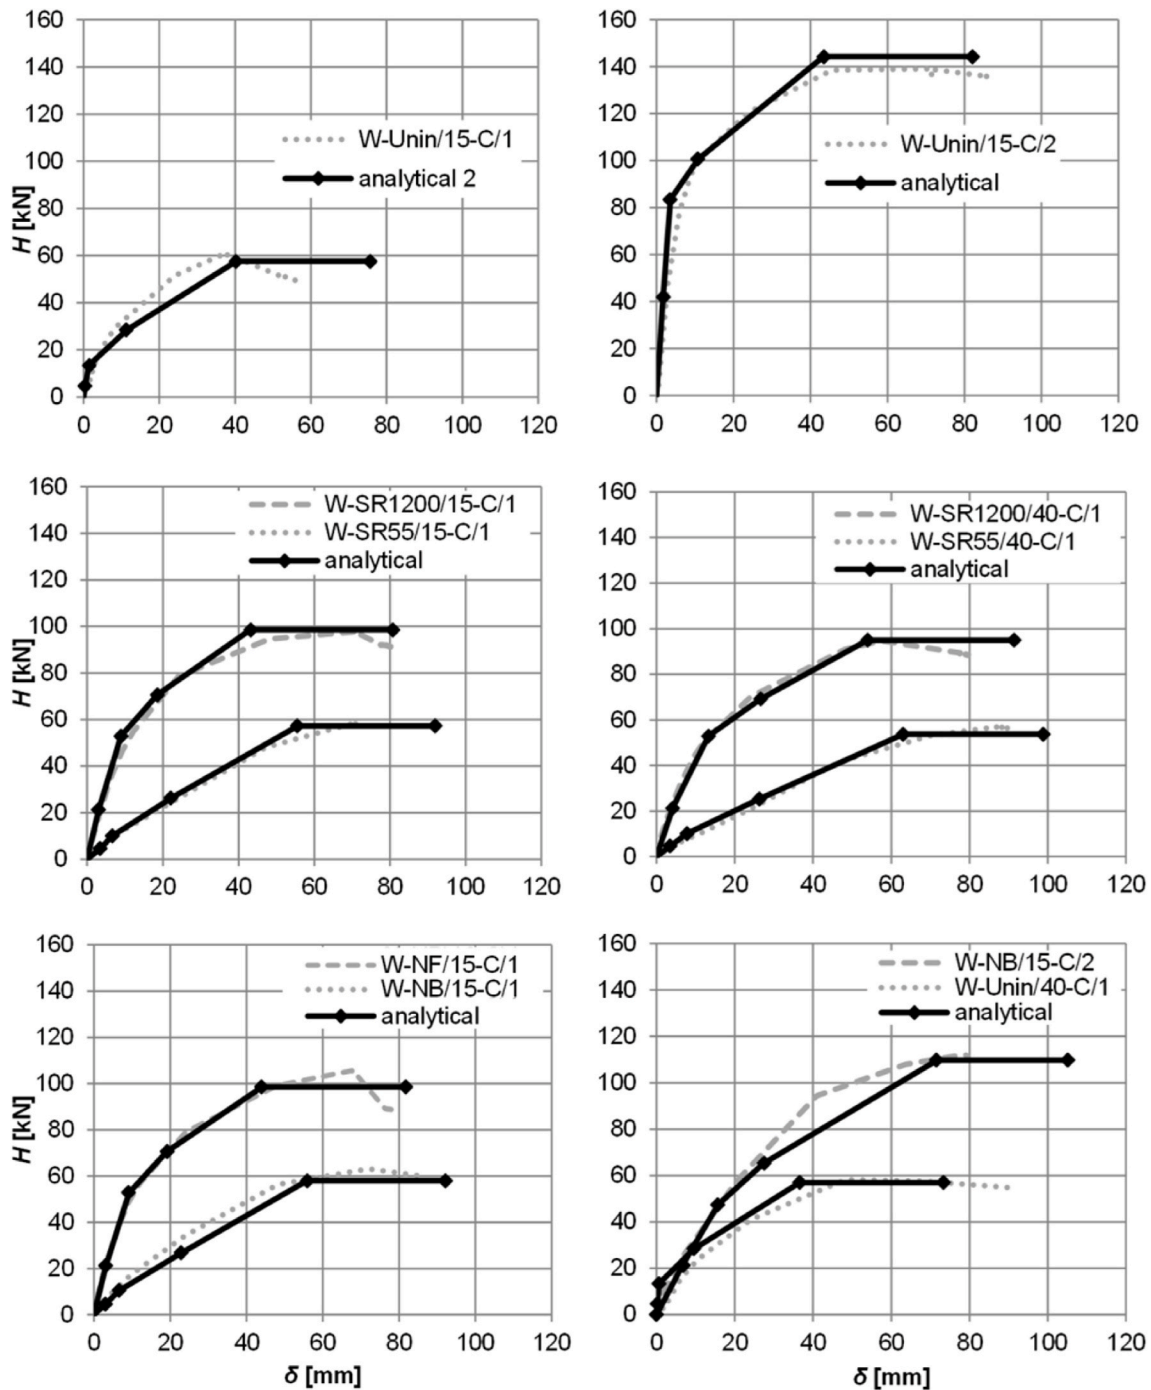 160
140
120
100
80
60
40
20
0
H [kN]
W-Unin/15-C/1
analytical 2
0 20 40 60 80 100 120
160
140
120
100
80
60
40
20
0
W-Unin/15-C/2
analytical
0 20 40 60 80 100 120
160
140
120
100
80
60
40
20
0
H [kN]
W-SR1200/15-C/1
W-SR55/15-C/1
analytical
0 20 40 60 80 100 120
160
140
120
100
80
60
40
20
0
W-SR1200/40-C/1
W-SR55/40-C/1
analytical
0 20 40 60 80 100 120
160
140
120
100
80
60
40
20
0
H [kN]
W-NF/15-C/1
W-NB/15-C/1
analytical
0 20 40 60 80 100 120
δ [mm]
160
140
120
100
80
60
40
20
0
W-NB/15-C/2
W-Unin/40-C/1
analytical
0 20 40 60 80 100 120
δ [mm]